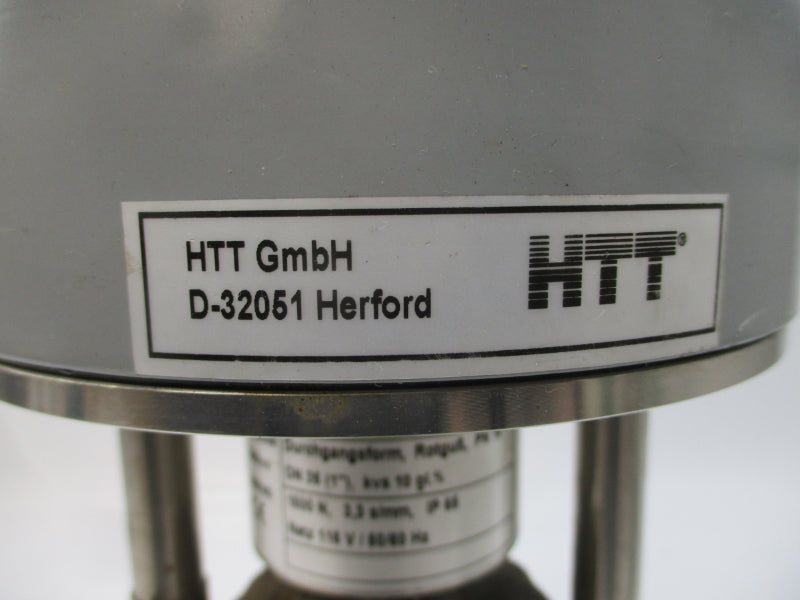 HTT GmbH
D-32051 Herford
HTT®
Durchgangsform, Rotguß,
DN 25 (1"), kvs 10 gl.%
1600 N, 3,3 s/mm, IP 65
115 V / 50/60 Hz